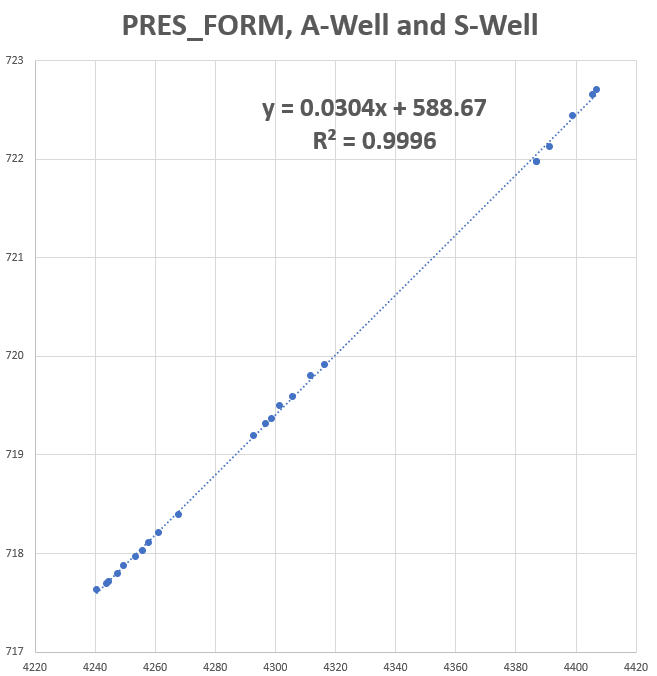 PRES_FORM, A-Well and S-Well
723
y = 0.0304x + 588.67
R² = 0.9996
722
721
720
719
718
717
4220 4240 4260 4280 4300 4320 4340 4360 4380 4400 4420